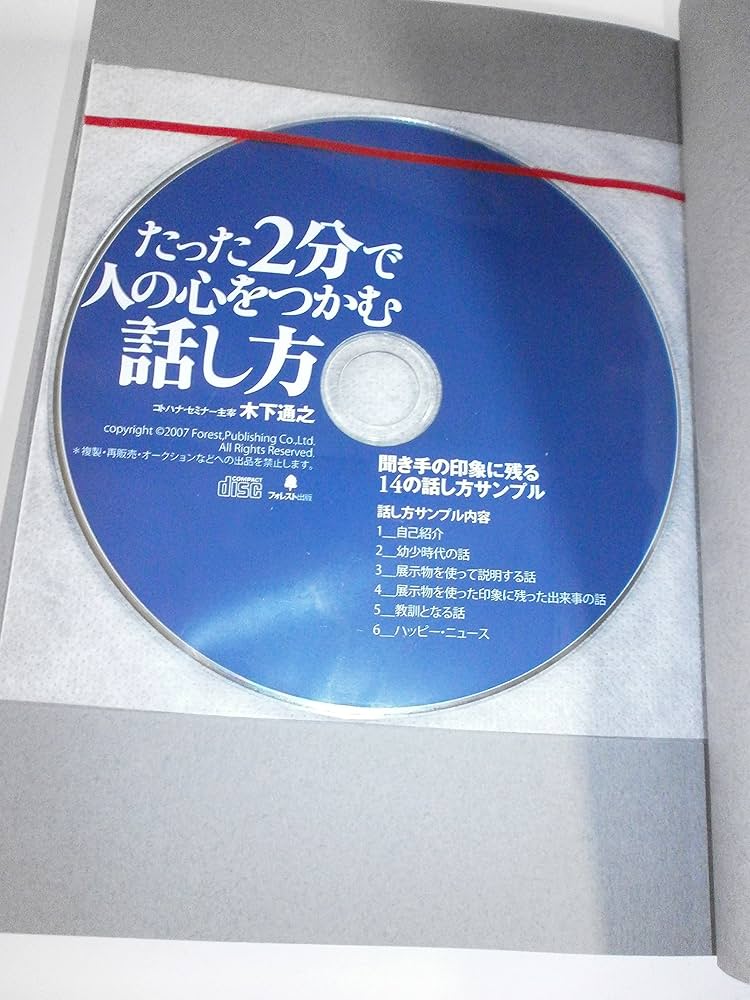 たった2分で
人の心をつかむ
話し方
コトハナ・セミナー主宰 木下通之
copyright ©2007 Forest,Publishing Co.,Ltd.
All Rights Reserved.
＊複製・再販売・オークションなどへの出品を禁止します。
COMPACT
disc
フォレスト出版
聞き手の印象に残る
14の話し方サンプル
話し方サンプル内容
1__自己紹介
2__幼少時代の話
3__展示物を使って説明する話
4__展示物を使った印象に残った出来事の話
5__教訓となる話
6__ハッピー・ニュース